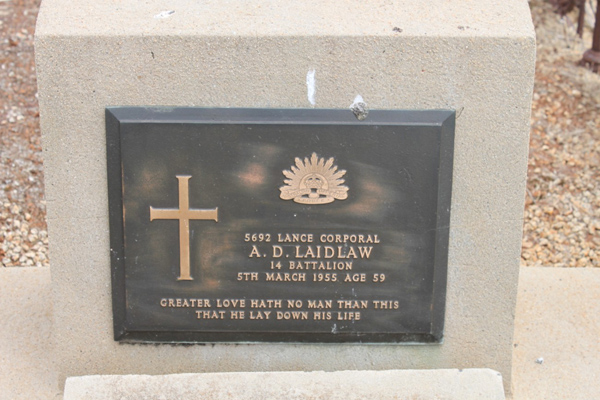 5692 LANCE CORPORAL
A. D. LAIDLAW
14 BATTALION
5TH MARCH 1955 AGE 59
GREATER LOVE HATH NO MAN THAN THIS
THAT HE LAY DOWN HIS LIFE